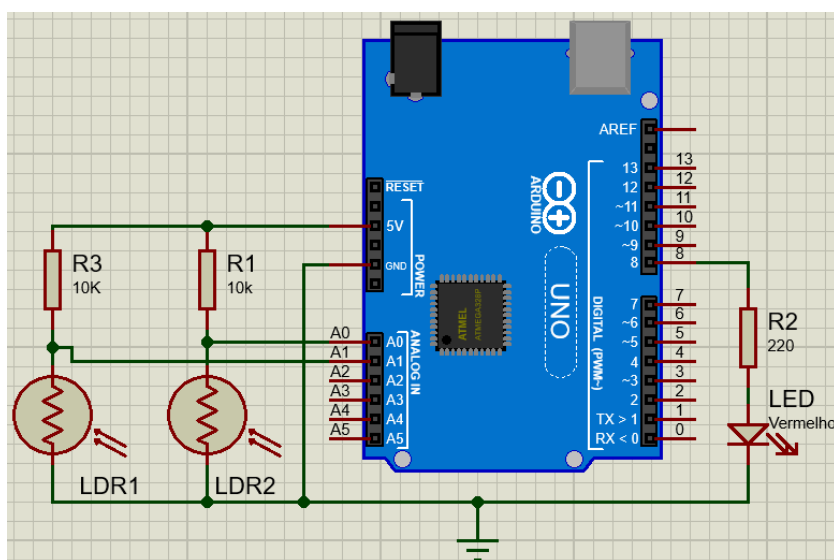 AREF
RESET
5V
GND
POWER
A0
A1
A2
A3
A4
A5
A0
A1
A2
A3
A4
A5
ANALOG IN
ATMEL
ATMEGA328P
ARDUINO
UNO
DIGITAL (PWM~)
13
12
~11
~10
~9
8
7
~6
~5
4
~3
2
TX > 1
RX < 0
13
12
11
10
9
8
7
6
5
4
3
2
1
0
R3
10K
R1
10k
LDR1
LDR2
R2
220
LED
Vermelho